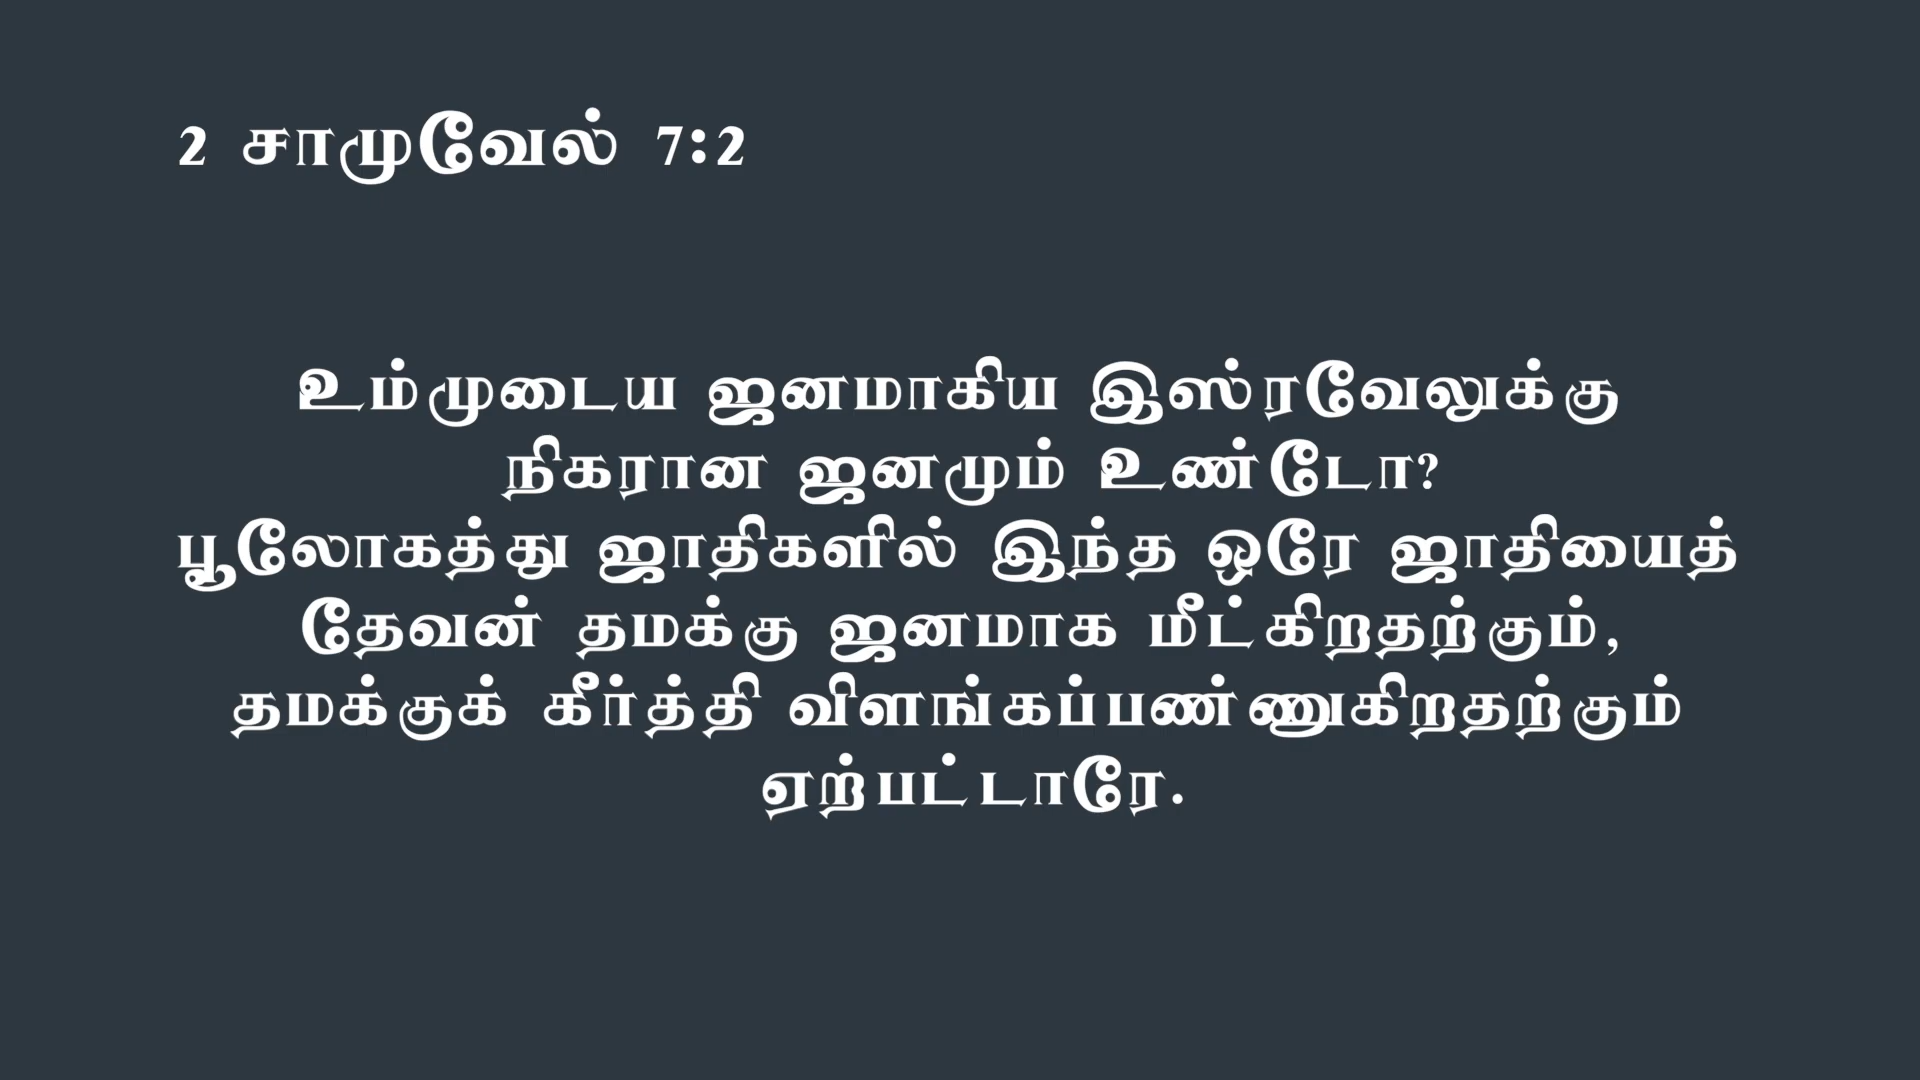 2 சாமுவேல் 7:2
உம்முடைய ஜனமாகிய இஸ்ரவேலுக்கு
நிகரான ஜனமும் உண்டோ?
பூலோகத்து ஜாதிகளில் இந்த ஒரே ஜாதியைத்
தேவன் தமக்கு ஜனமாக மீட்கிறதற்கும்,
தமக்குக் கீர்த்தி விளங்கப்பண்ணுகிறதற்கும்
ஏற்பட்டாரே.